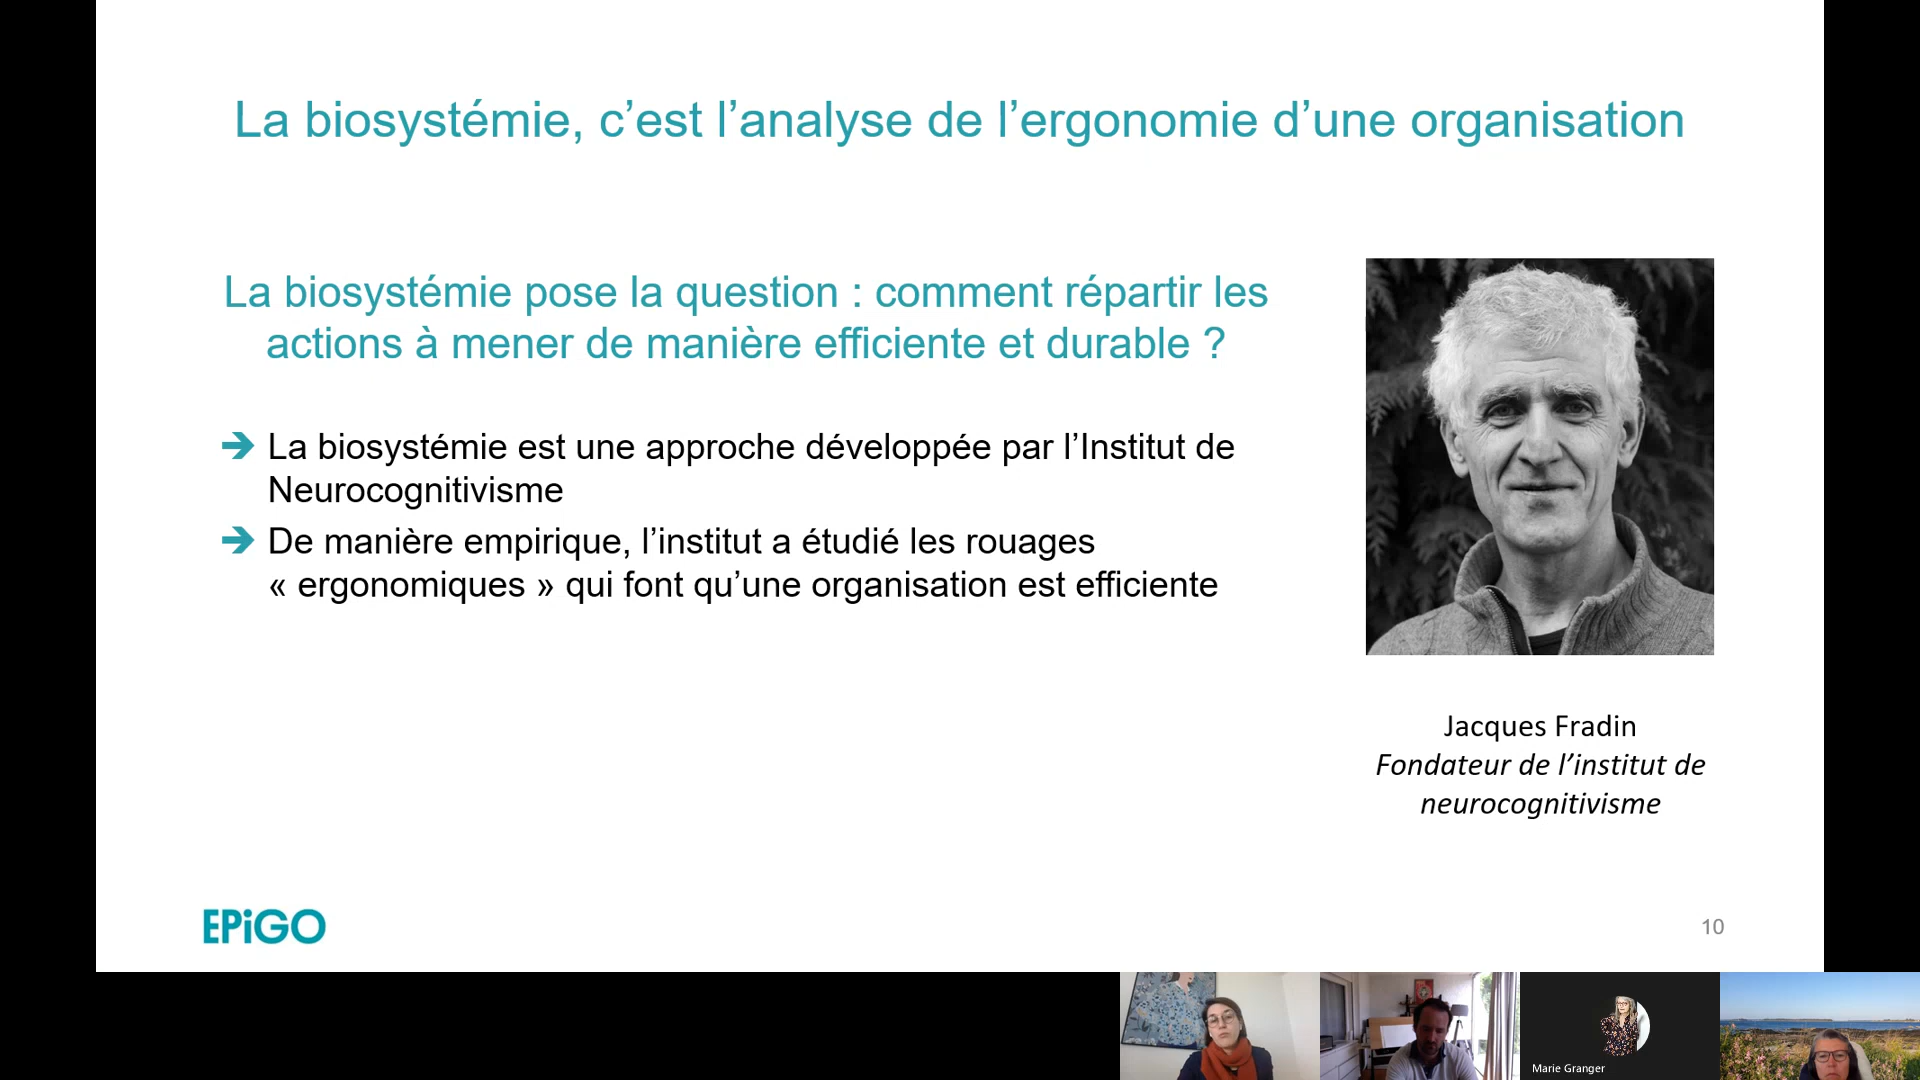 La biosystémie, c’est l’analyse de l’ergonomie d’une organisation
La biosystémie pose la question : comment répartir les
actions à mener de manière efficiente et durable ?
La biosystémie est une approche développée par l’Institut de
Neurocognitivisme
De manière empirique, l’institut a étudié les rouages
« ergonomiques » qui font qu’une organisation est efficiente
Jacques Fradin
Fondateur de l’institut de
neurocognitivisme
EPiGO
10
Marie Granger